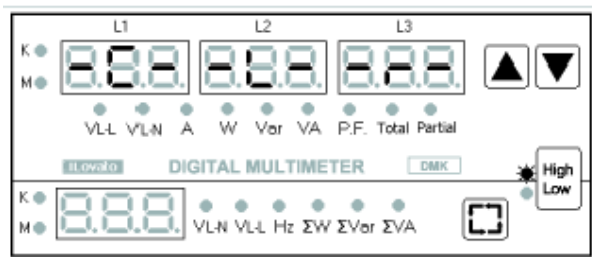 L1 L2 L3
K
-C- -L- -r-
M
VL-L VL-N A W Var VA P.F. Total Partial
Lovato DIGITAL MULTIMETER DMK
High
Low
K
M
VL-N VL-L Hz ΣW ΣVar ΣVA